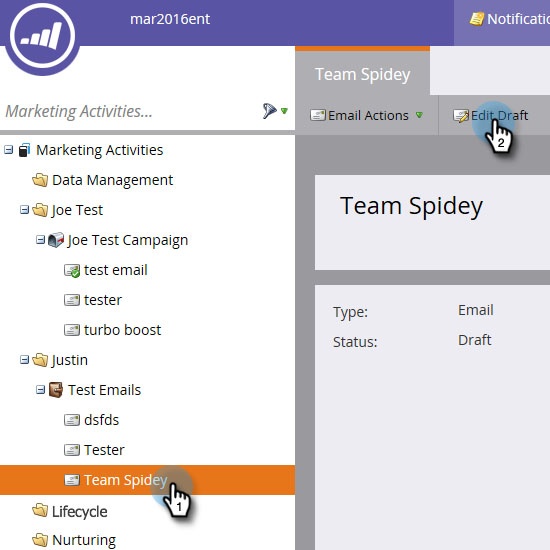 mar2016ent
Notificatio
Team Spidey
Marketing Activities...
Email Actions
Edit Draft
2
Marketing Activities
Data Management
Joe Test
Joe Test Campaign
test email
tester
turbo boost
Justin
Test Emails
dsfds
Tester
Team Spidey
1
Lifecycle
Nurturing
Team Spidey
Type: Email
Status: Draft